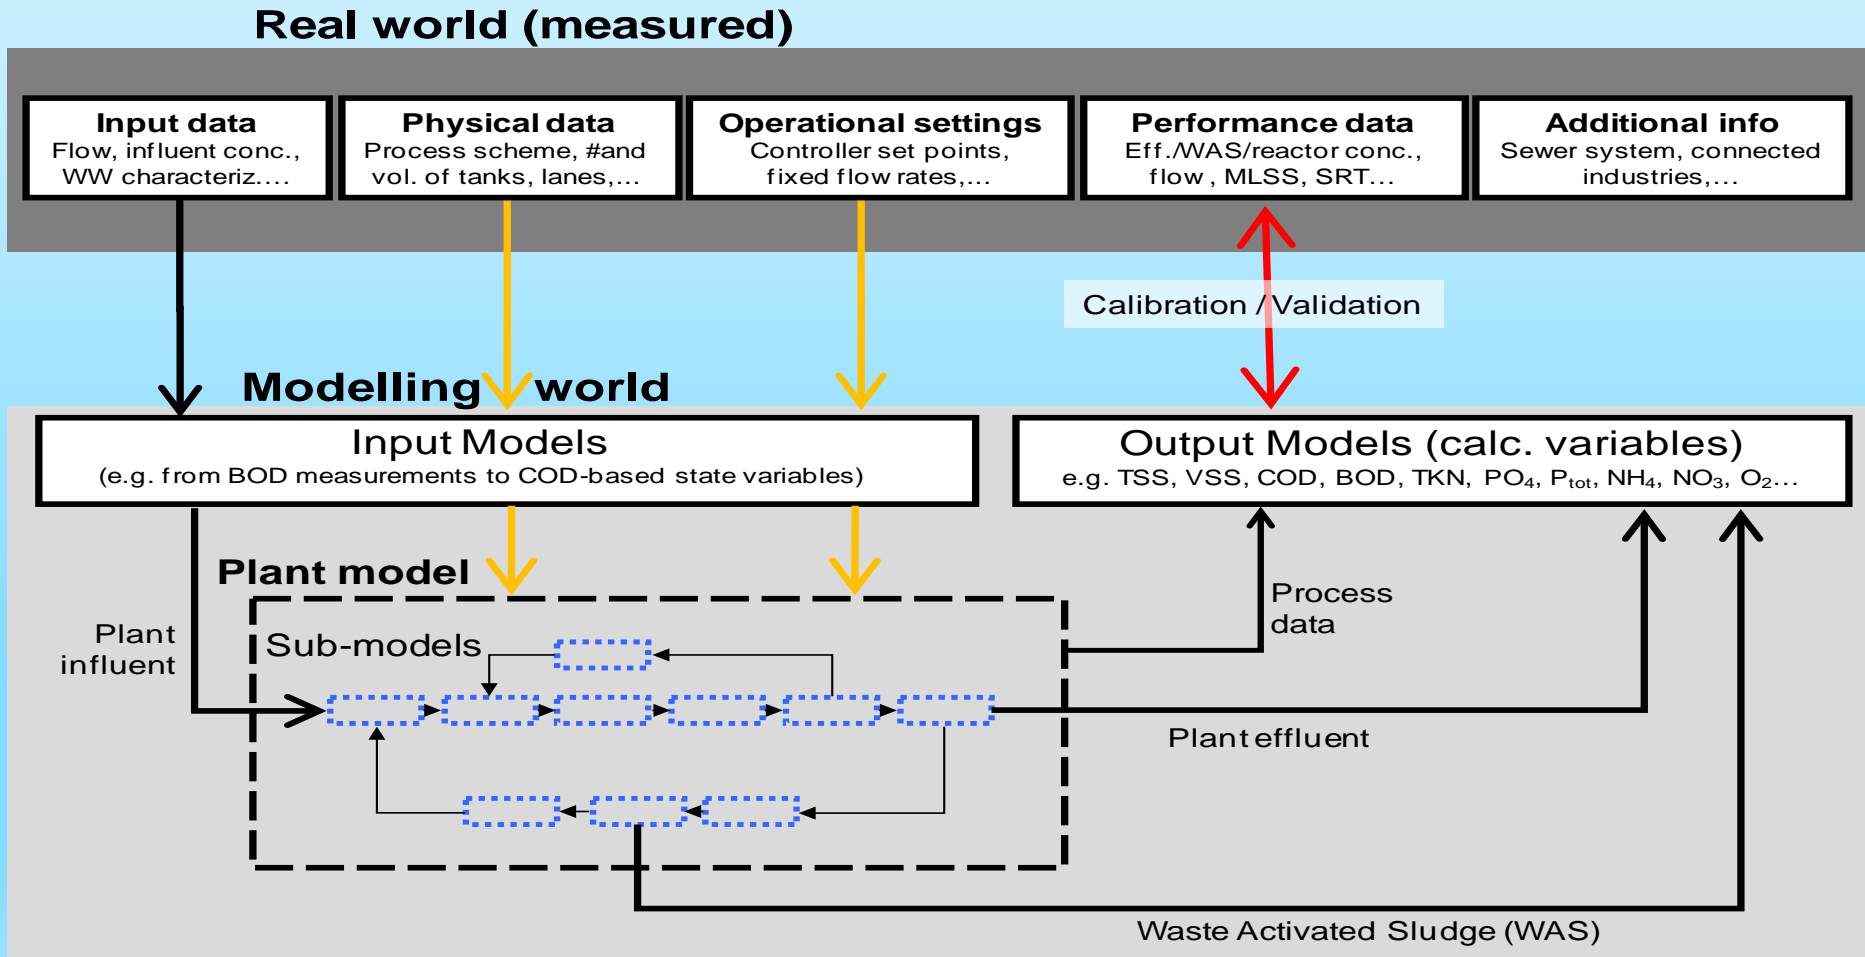 Real world (measured)
Input data
Flow, influent conc.,
WW characteriz....
Physical data
Process scheme, #and
vol. of tanks, lanes,...
Operational settings
Controller set points,
fixed flow rates,...
Performance data
Eff./WAS/reactor conc.,
flow , MLSS, SRT...
Additional info
Sewer system, connected
industries,...
Calibration / Validation
Modelling world
Input Models
(e.g. from BOD measurements to COD-based state variables)
Output Models (calc. variables)
e.g. TSS, VSS, COD, BOD, TKN, PO₄, Pₜₒₜ, NH₄, NO₃, O₂...
Plant model
Plant
influent
Sub-models
Process
data
Plant effluent
Waste Activated Sludge (WAS)